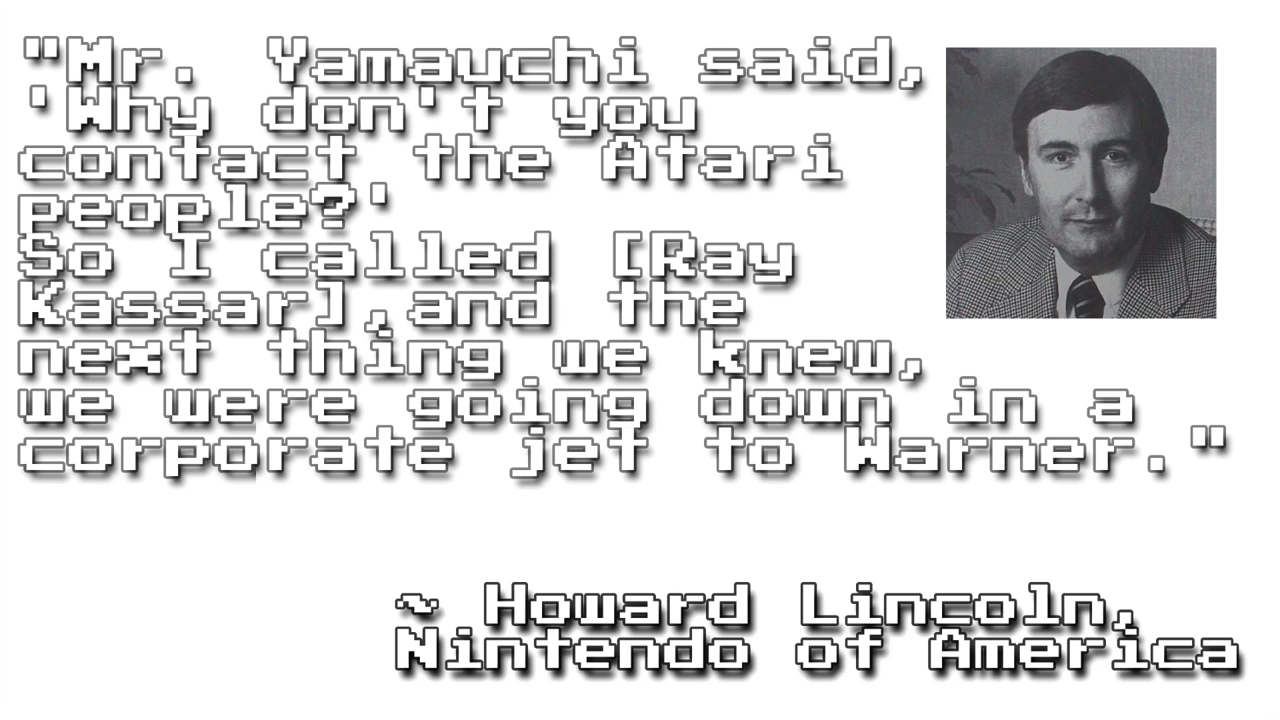 "Mr. Yamauchi said,
'Why don't you
contact the Atari
people?'
So I called [Ray
Kassar],and the
next thing we knew,
we were going down in a
corporate jet to Warner."
~ Howard Lincoln,
Nintendo of America